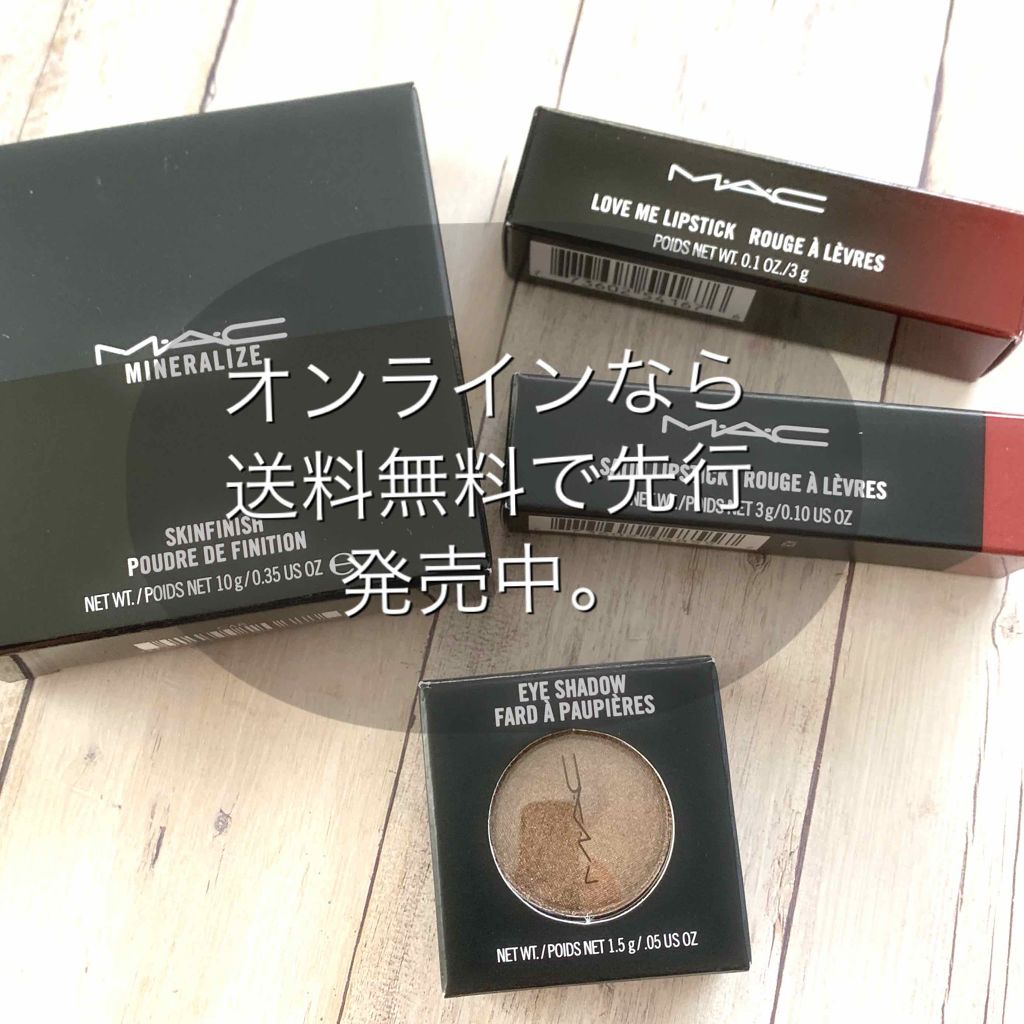 M·A·C
LOVE ME LIPSTICK ROUGE À LÈVRES
POIDS NET WT. 0.1 OZ./3 g
M·A·C
MINERALIZE
SKINFINISH
POUDRE DE FINITION
NET WT. / POIDS NET 10 g / 0.35 US OZ
オンラインなら
送料無料で先行
発売中。
M·A·C
LIPSTICK / ROUGE À LÈVRES
NET WT./POIDS NET 3 g/0.10 US OZ
EYE SHADOW
FARD À PAUPIÈRES
M·A·C
NET WT. / POIDS NET 1.5 g / .05 US OZ